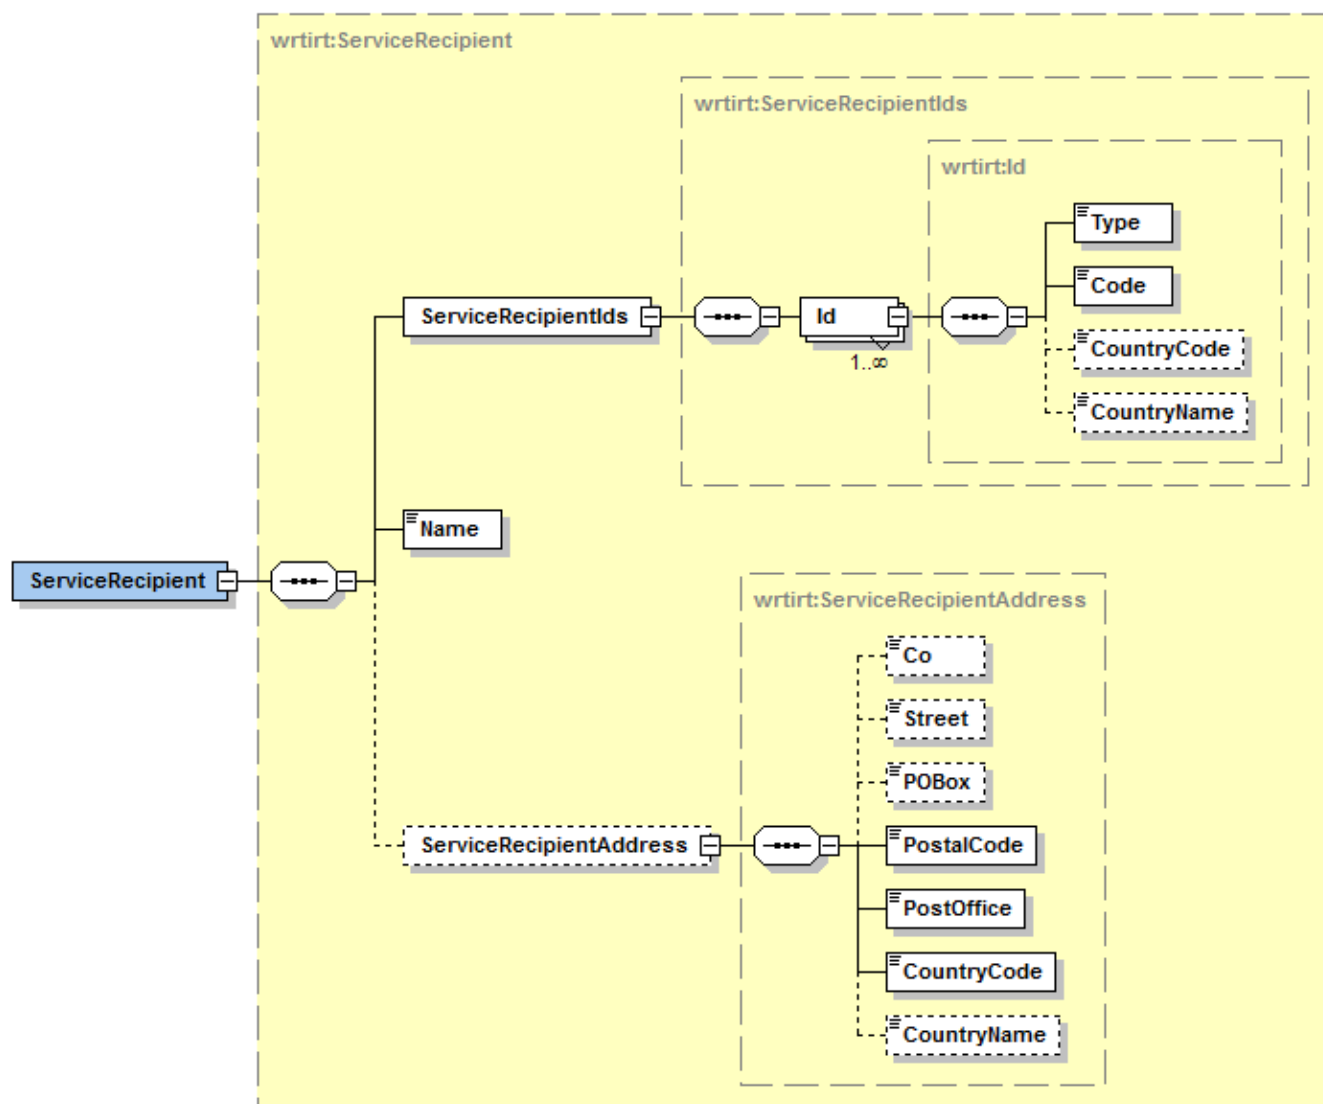 wrtirt:ServiceRecipient
wrtirt:ServiceRecipientIds
wrtirt:Id
Type
Code
ServiceRecipientIds
Id
1..∞
CountryCode
CountryName
Name
ServiceRecipient
wrtirt:ServiceRecipientAddress
Co
Street
POBox
ServiceRecipientAddress
PostalCode
PostOffice
CountryCode
CountryName